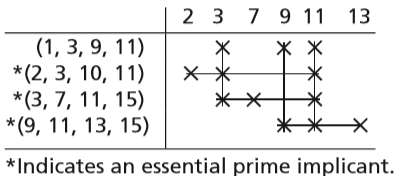 2 3 7 9 11 13
(1, 3, 9, 11)
*(2, 3, 10, 11)
*(3, 7, 11, 15)
*(9, 11, 13, 15)
*Indicates an essential prime implicant.